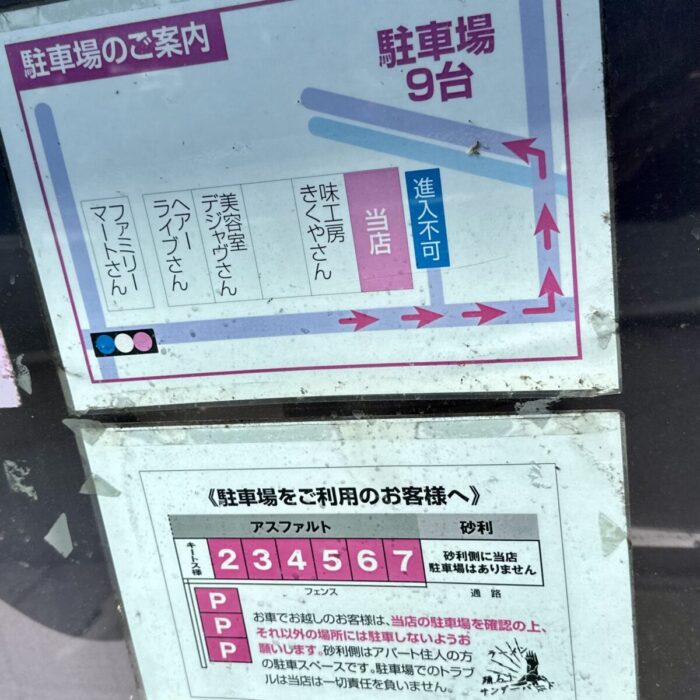 駐車場のご案内
駐車場
9台
ファミリー
マートさん
ヘアー
ライブさん
美容室
デジャヴさん
味工房
きくやさん
当店
進入不可
《駐車場をご利用のお客様へ》
アスファルト
砂利
キートス様
2 3 4 5 6 7
砂利側に当店
駐車場はありません
フェンス
通路
P
P
P
お車でお越しのお客様は、当店の駐車場を確認の上、
それ以外の場所には駐車しないようお
願いします。砂利側はアパート住人の方
の駐車スペースです。駐車場でのトラブ
ルは当店は一切責任を負いません。